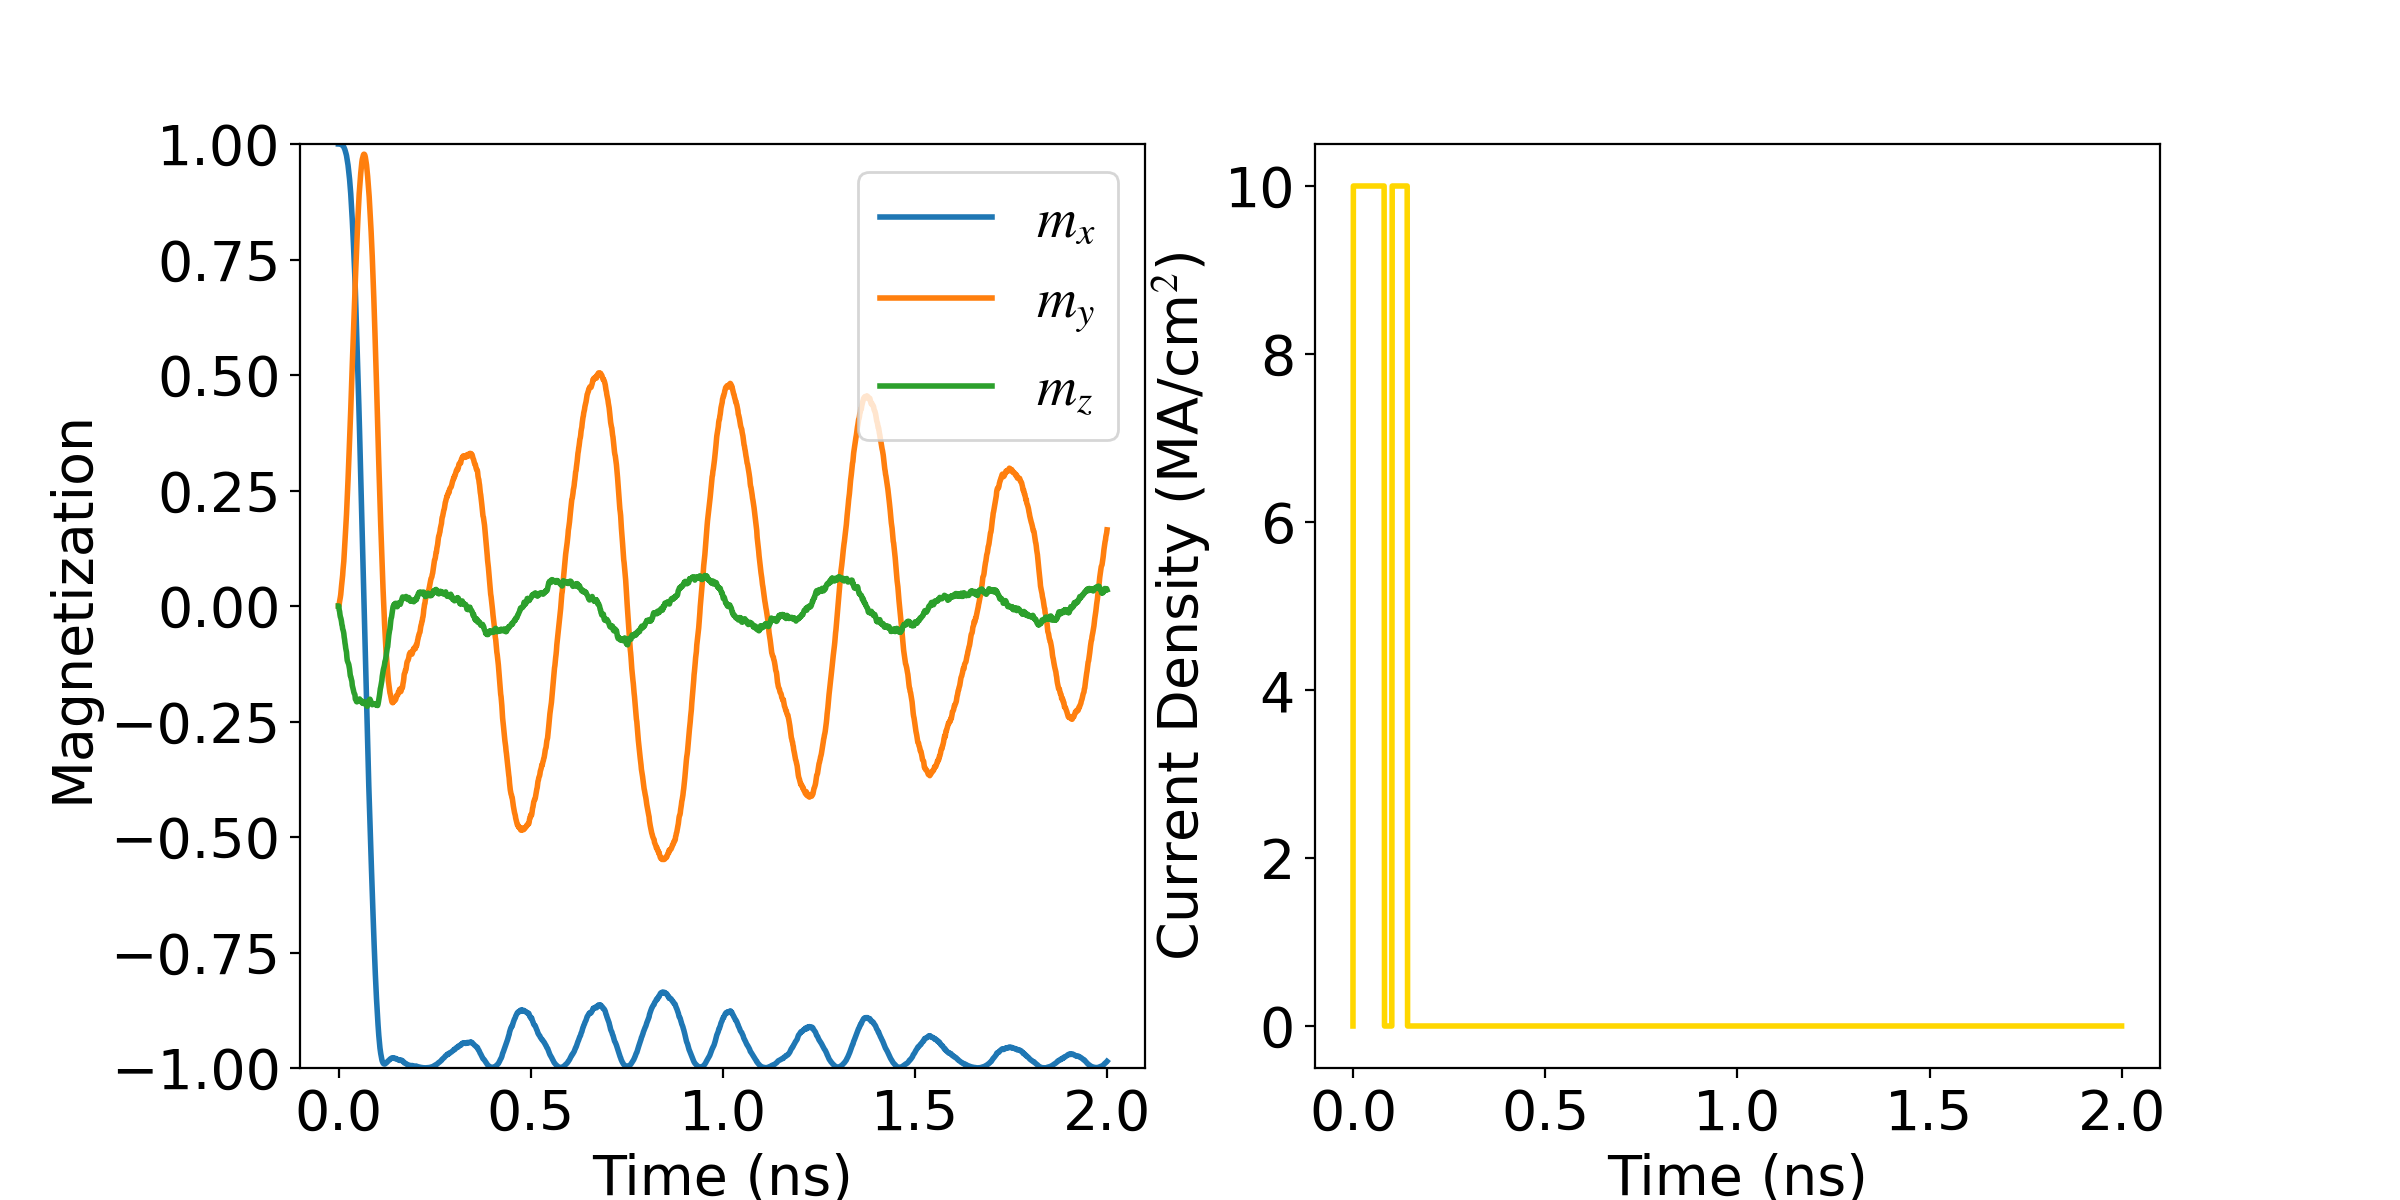 Magnetization
1.00
0.75
0.50
0.25
0.00
−0.25
−0.50
−0.75
−1.00
0.0 0.5 1.0 1.5 2.0
Time (ns)
m_x
m_y
m_z
Current Density (MA/cm²)
10
8
6
4
2
0
0.0 0.5 1.0 1.5 2.0
Time (ns)